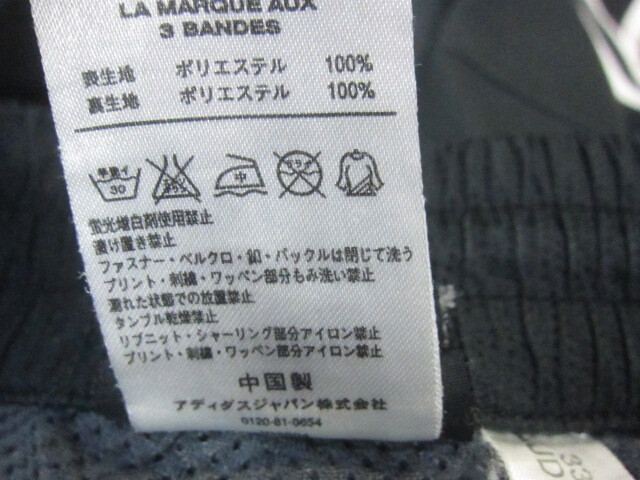 LA MARQUE AUX
3 BANDES
表生地 ポリエステル 100%
裏生地 ポリエステル 100%
手洗イ 30 中 ドライ
蛍光増白剤使用禁止
漬け置き禁止
ファスナー・ベルクロ・釦・バックルは閉じて洗う
プリント・刺繍・ワッペン部分もみ洗い禁止
濡れた状態での放置禁止
タンブル乾燥禁止
リブニット・シャーリング部分アイロン禁止
プリント・刺繍・ワッペン部分アイロン禁止
中国製
アディダスジャパン株式会社
0120-81-0654